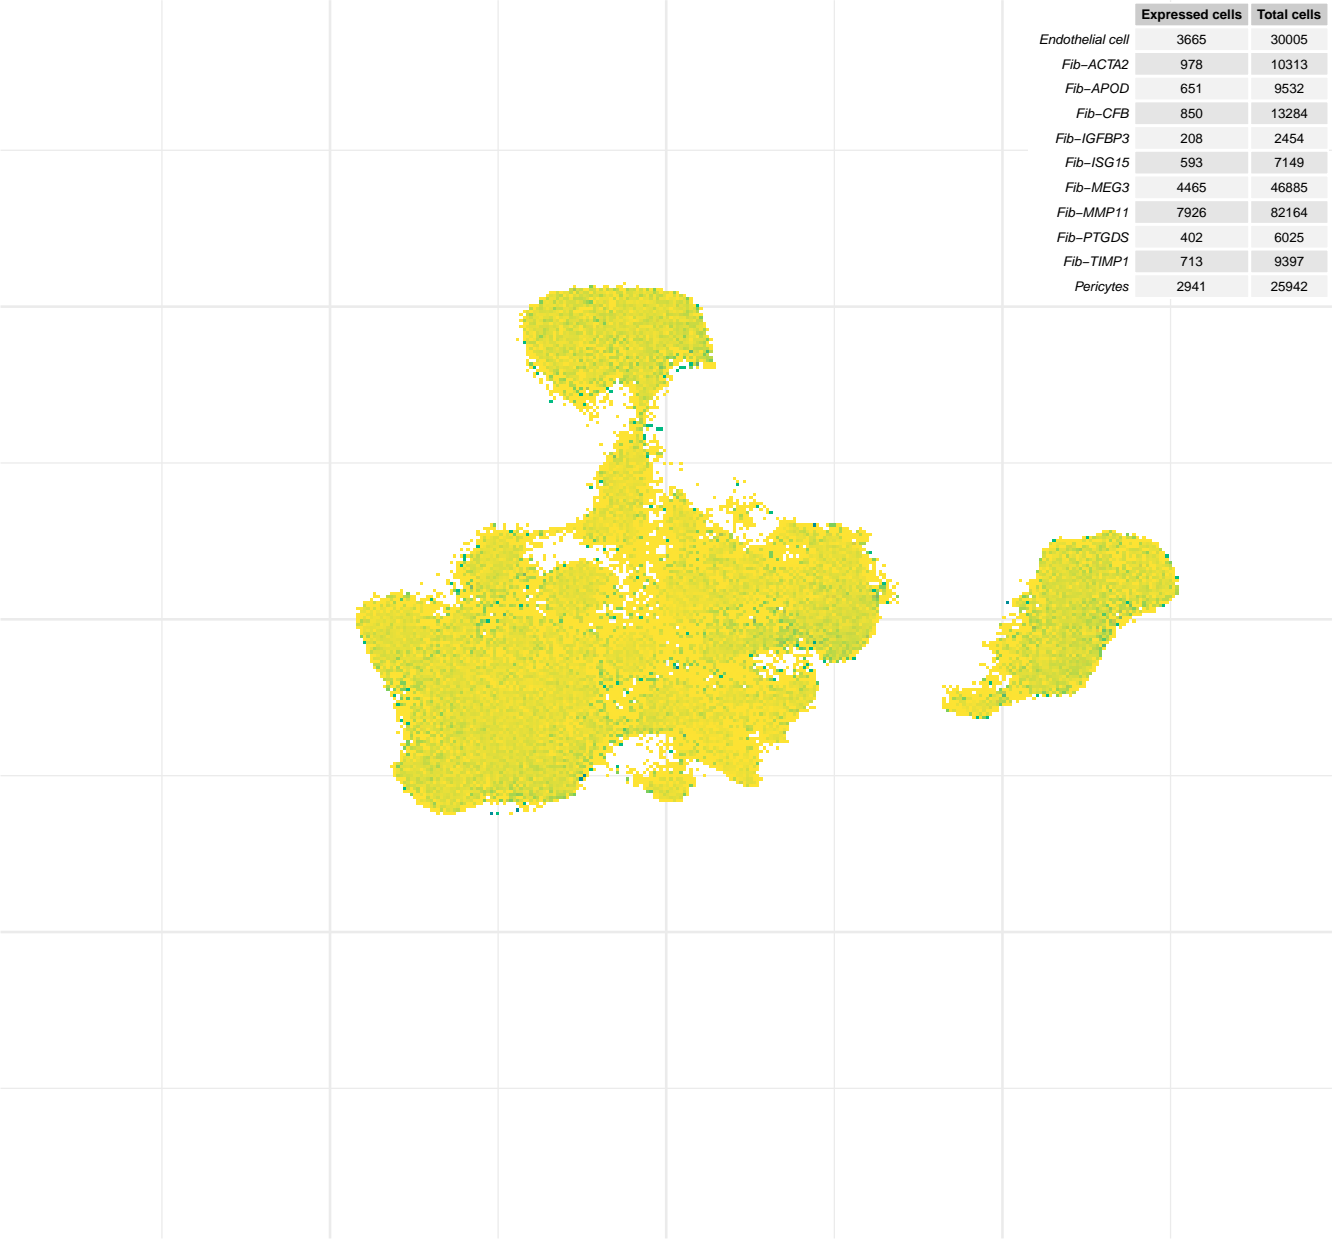 Expressed cells Total cells
Endothelial cell 3665 30005
Fib−ACTA2 978 10313
Fib−APOD 651 9532
Fib−CFB 850 13284
Fib−IGFBP3 208 2454
Fib−ISG15 593 7149
Fib−MEG3 4465 46885
Fib−MMP11 7926 82164
Fib−PTGDS 402 6025
Fib−TIMP1 713 9397
Pericytes 2941 25942